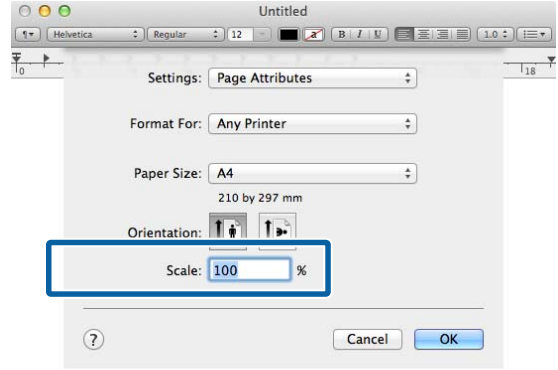 Untitled
¶ Helvetica Regular 12 a B I U 1.0
0 18
Settings: Page Attributes
Format For: Any Printer
Paper Size: A4
210 by 297 mm
Orientation:
Scale: 100 %
? Cancel OK